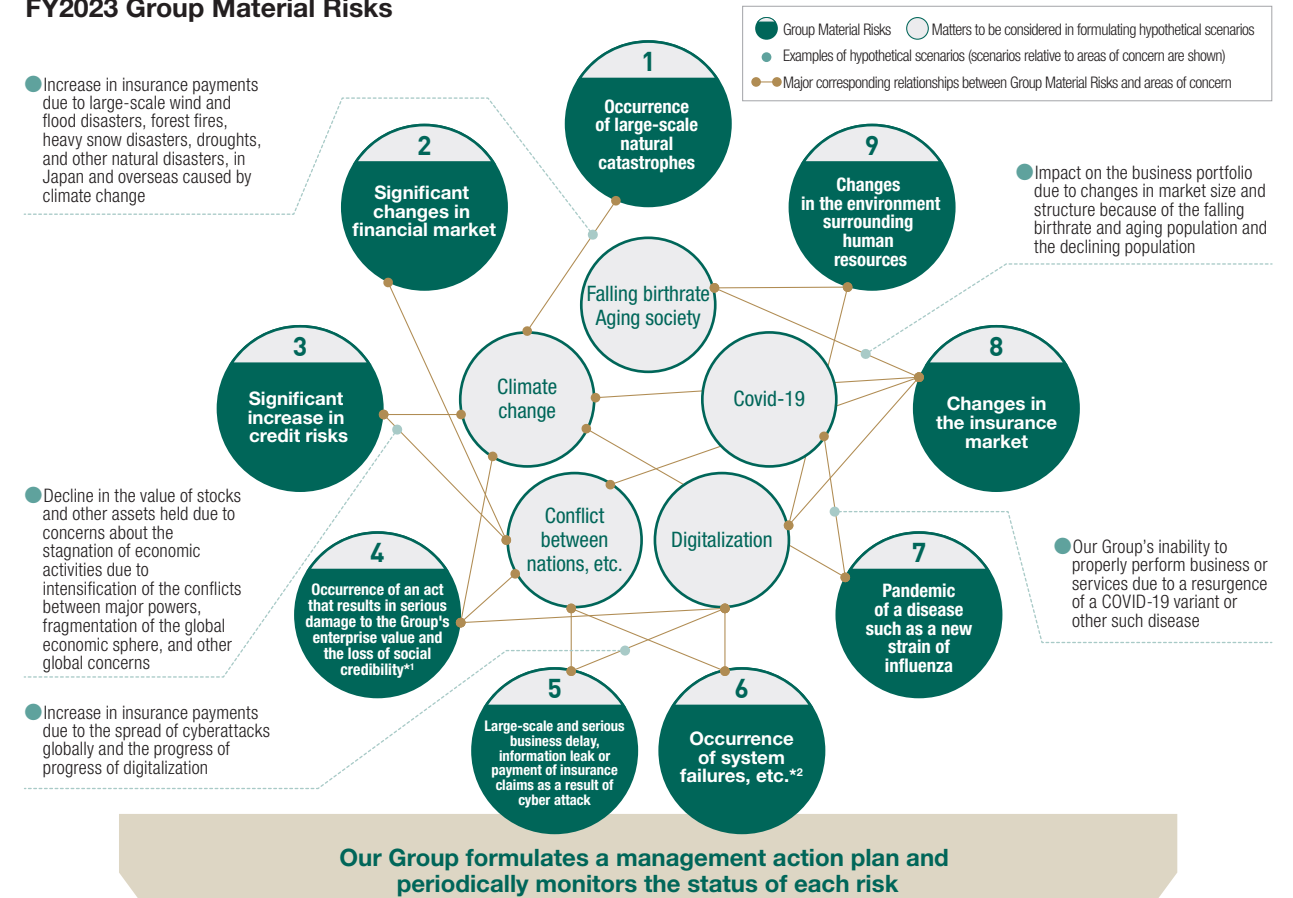 FY2023 Group Material Risks
Group Material Risks
Matters to be considered in formulating hypothetical scenarios
Examples of hypothetical scenarios (scenarios relative to areas of concern are shown)
Major corresponding relationships between Group Material Risks and areas of concern
Increase in insurance payments
due to large-scale wind and
flood disasters, forest fires,
heavy snow disasters, droughts,
and other natural disasters, in
Japan and overseas caused by
climate change
1
Occurrence
of large-scale
natural
catastrophes
2
Significant
changes in
financial market
9
Changes
in the environment
surrounding
human
resources
Impact on the business portfolio
due to changes in market size and
structure because of the falling
birthrate and aging population and
the declining population
Falling birthrate
Aging society
3
Significant
increase in
credit risks
Climate
change
Covid-19
8
Changes in
the insurance
market
Decline in the value of stocks
and other assets held due to
concerns about the
stagnation of economic
activities due to
intensification of the conflicts
between major powers,
fragmentation of the global
economic sphere, and other
global concerns
Conflict
between
nations, etc.
Digitalization
4
Occurrence of an act
that results in serious
damage to the Group's
enterprise value and
the loss of social
credibility*1
7
Pandemic
of a disease
such as a new
strain of
influenza
Our Group's inability to
properly perform business or
services due to a resurgence
of a COVID-19 variant or
other such disease
Increase in insurance payments
due to the spread of cyberattacks
globally and the progress of
progress of digitalization
5
Large-scale and serious
business delay,
information leak or
payment of insurance
claims as a result of
cyber attack
6
Occurrence
of system
failures, etc.*2
Our Group formulates a management action plan and
periodically monitors the status of each risk